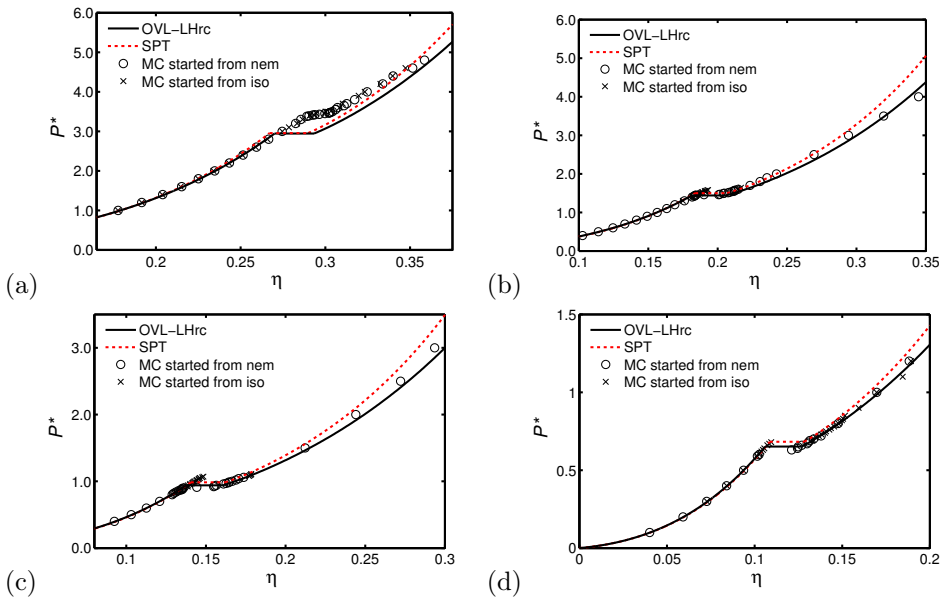 6.0
5.0
4.0
3.0
2.0
1.0
0.0
P*
OVL-LHrc
SPT
MC started from nem
MC started from iso
0.2 0.25 0.3 0.35
η
(a)
6.0
5.0
4.0
3.0
2.0
1.0
0.0
P*
OVL-LHrc
SPT
MC started from nem
MC started from iso
0.1 0.15 0.2 0.25 0.3 0.35
η
(b)
3.0
2.0
1.0
0.0
P*
OVL-LHrc
SPT
MC started from nem
MC started from iso
0.1 0.15 0.2 0.25 0.3
η
(c)
1.5
1
0.5
0
P*
OVL-LHrc
SPT
MC started from nem
MC started from iso
0 0.05 0.1 0.15 0.2
η
(d)